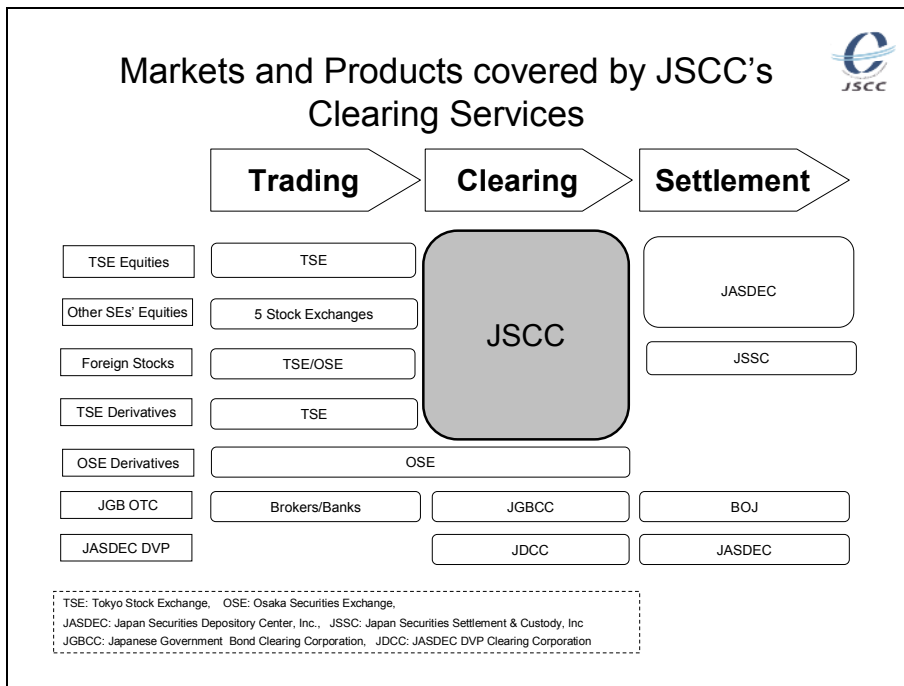 Markets and Products covered by JSCC's
Clearing Services
JSCC
Trading
Clearing
Settlement
TSE Equities
TSE
JSCC
JASDEC
Other SEs' Equities
5 Stock Exchanges
Foreign Stocks
TSE/OSE
JSSC
TSE Derivatives
TSE
OSE Derivatives
OSE
JGB OTC
Brokers/Banks
JGBCC
BOJ
JASDEC DVP
JDCC
JASDEC
TSE: Tokyo Stock Exchange, OSE: Osaka Securities Exchange,
JASDEC: Japan Securities Depository Center, Inc., JSSC: Japan Securities Settlement & Custody, Inc
JGBCC: Japanese Government Bond Clearing Corporation, JDCC: JASDEC DVP Clearing Corporation